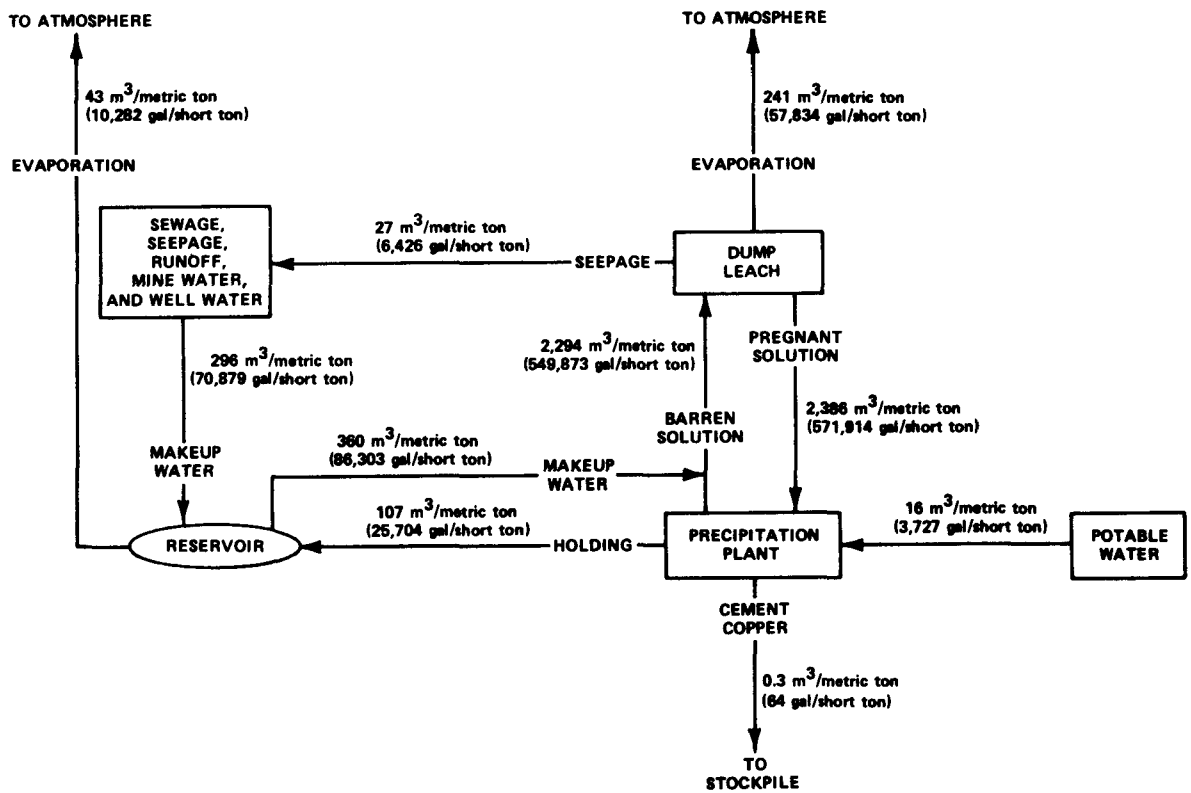 TO ATMOSPHERE
43 m³/metric ton
(10,282 gal/short ton)
EVAPORATION
TO ATMOSPHERE
241 m³/metric ton
(57,834 gal/short ton)
EVAPORATION
SEWAGE,
SEEPAGE,
RUNOFF,
MINE WATER,
AND WELL WATER
27 m³/metric ton
(6,426 gal/short ton)
SEEPAGE
DUMP
LEACH
296 m³/metric ton
(70,879 gal/short ton)
MAKEUP
WATER
2,294 m³/metric ton
(549,873 gal/short ton)
BARREN
SOLUTION
PREGNANT
SOLUTION
2,386 m³/metric ton
(571,914 gal/short ton)
360 m³/metric ton
(86,303 gal/short ton)
MAKEUP
WATER
RESERVOIR
107 m³/metric ton
(25,704 gal/short ton)
HOLDING
PRECIPITATION
PLANT
16 m³/metric ton
(3,727 gal/short ton)
POTABLE
WATER
CEMENT
COPPER
0.3 m³/metric ton
(64 gal/short ton)
TO
STOCKPILE